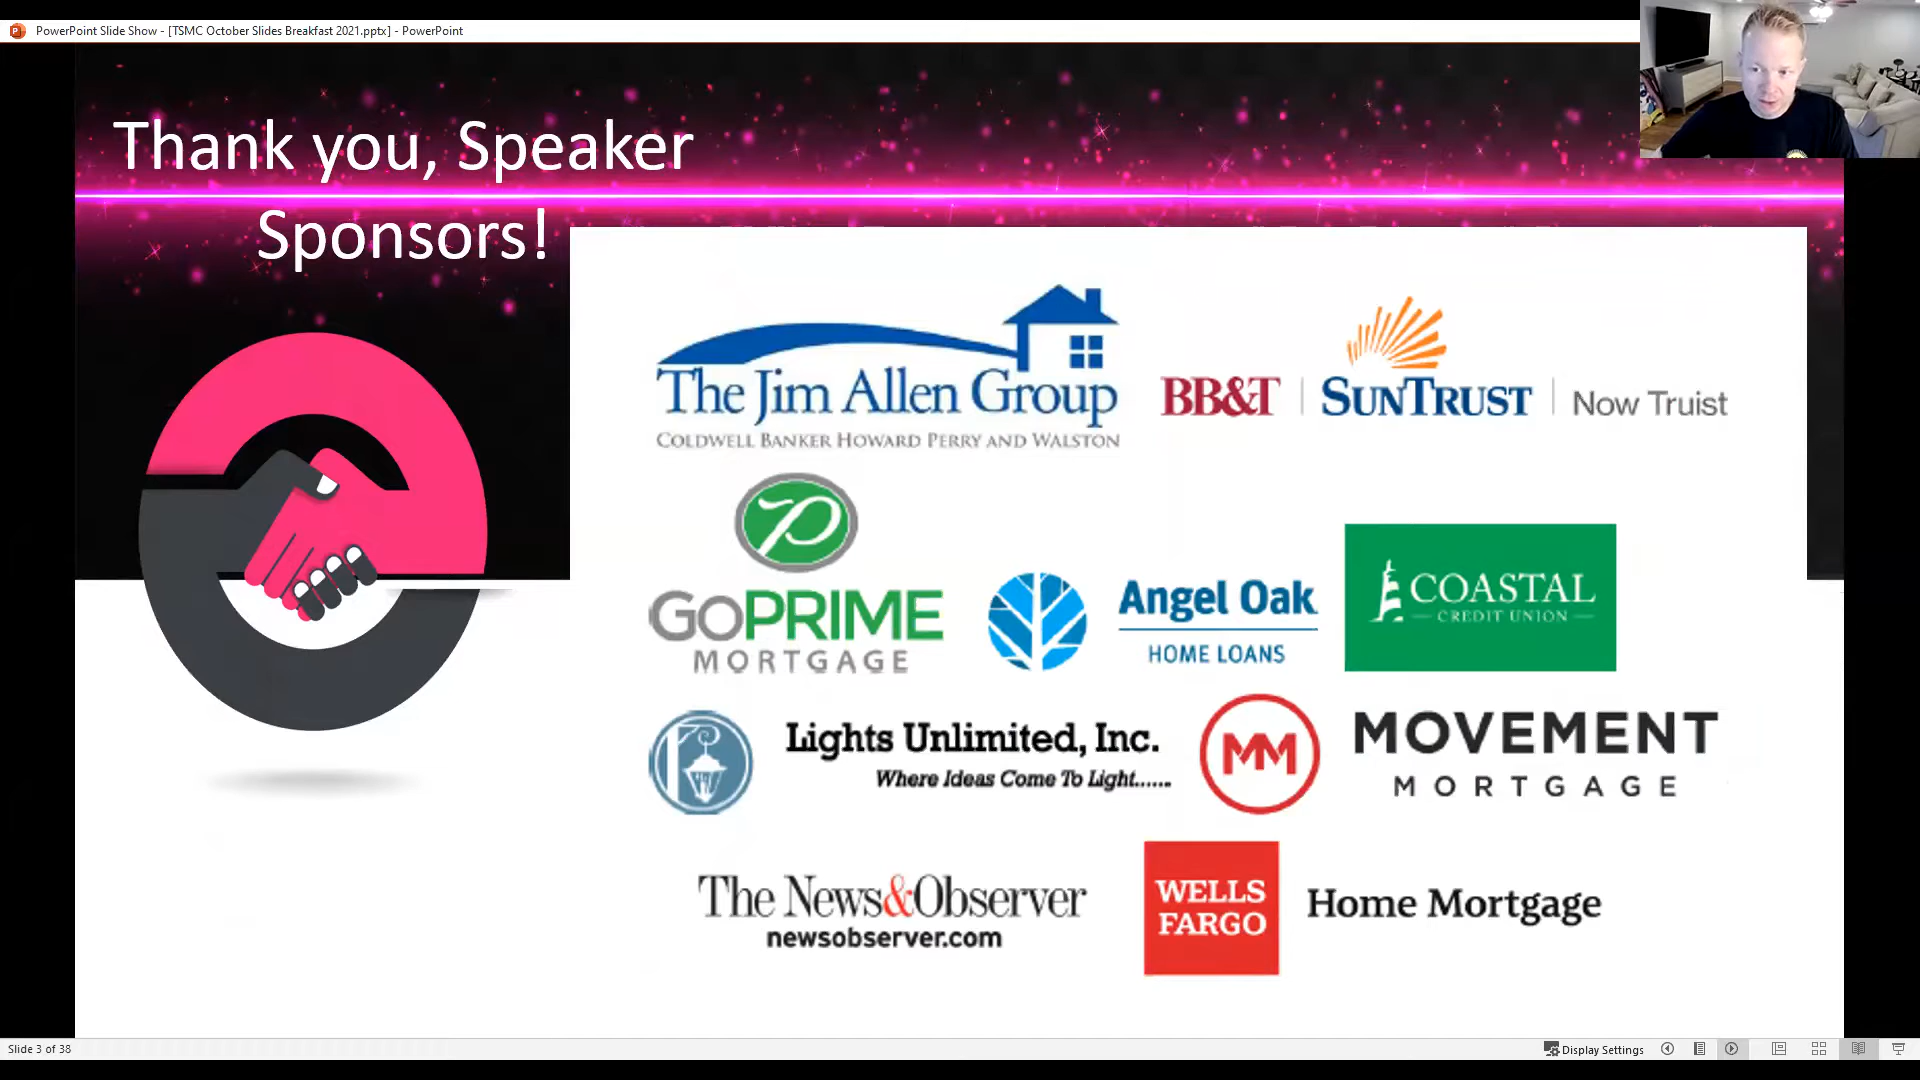 PowerPoint Slide Show - [TSMC October Slides Breakfast 2021.pptx] - PowerPoint
Thank you, Speaker
Sponsors!
The Jim Allen Group
COLDWELL BANKER HOWARD PERRY AND WALSTON
BB&T | SUNTRUST | Now Truist
GOPRIME
MORTGAGE
Angel Oak
HOME LOANS
COASTAL
CREDIT UNION
Lights Unlimited, Inc.
Where Ideas Come To Light......
MM
MOVEMENT
MORTGAGE
The News&Observer
newsobserver.com
WELLS
FARGO
Home Mortgage
Slide 3 of 38
Display Settings